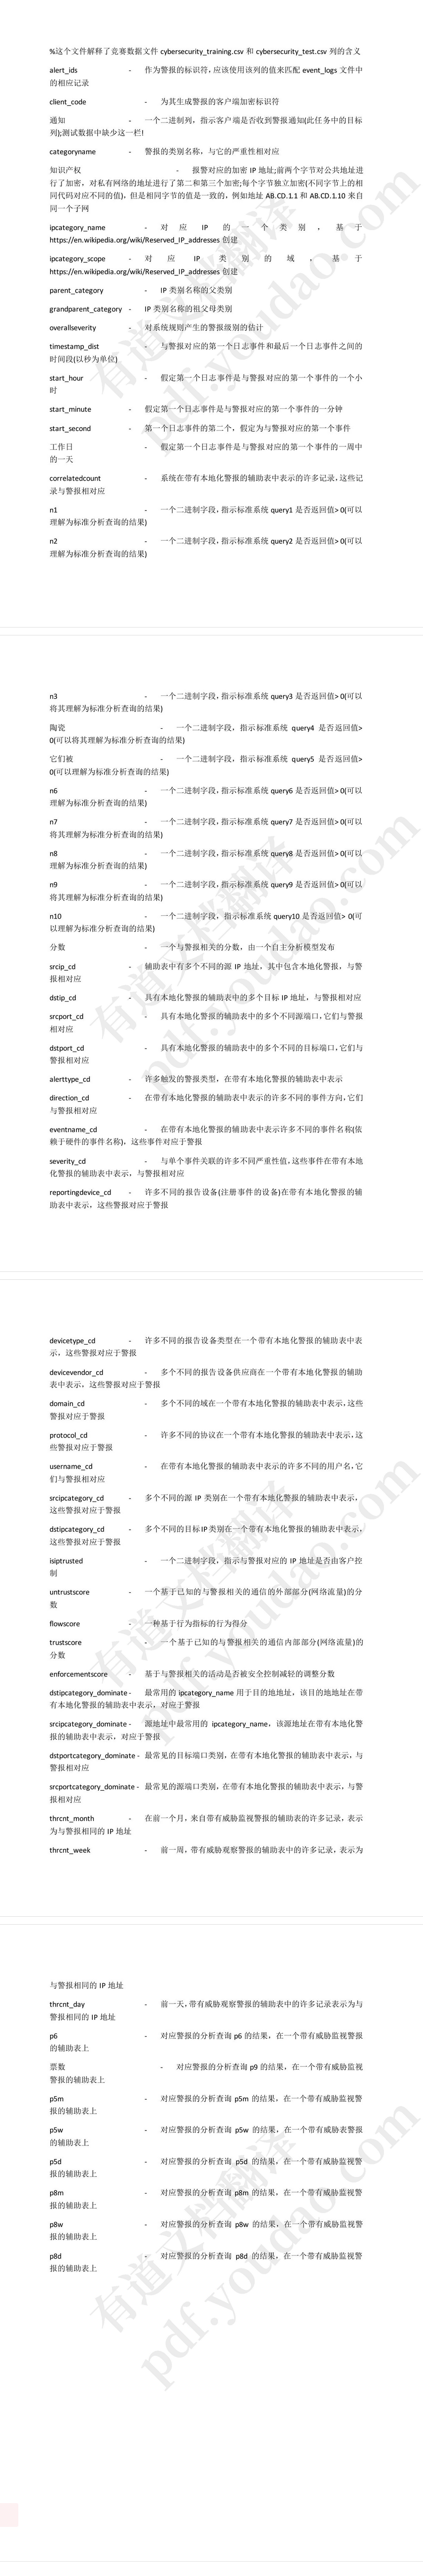 %这个文件解释了竞赛数据文件 cybersecurity_training.csv 和 cybersecurity_test.csv 列的含义
alert_ids - 作为警报的标识符,应该使用该列的值来匹配 event_logs 文件中
的相应记录
client_code - 为其生成警报的客户端加密标识符
通知 - 一个二进制列,指示客户端是否收到警报通知(此任务中的目标
列);测试数据中缺少这一栏!
categoryname - 警报的类别名称，与它的严重性相对应
知识产权 - 报警对应的加密 IP 地址;前两个字节对公共地址进
行了加密，对私有网络的地址进行了第二和第三个加密;每个字节独立加密(不同字节上的相
同代码对应不同的值)，但是相同字节的值是一致的，例如地址 AB.CD.1.1 和 AB.CD.1.10 来自
同一个子网
ipcategory_name - 对应 IP 的一个类别，基于
https://en.wikipedia.org/wiki/Reserved_IP_addresses 创建
ipcategory_scope - 对应 IP 类别的域，基于
https://en.wikipedia.org/wiki/Reserved_IP_addresses 创建
parent_category - IP 类别名称的父类别
grandparent_category - IP 类别名称的祖父母类别
overallseverity - 对系统规则产生的警报级别的估计
timestamp_dist - 与警报对应的第一个日志事件和最后一个日志事件之间的
时间段(以秒为单位)
start_hour - 假定第一个日志事件是与警报对应的第一个事件的一个小
时
start_minute - 假定第一个日志事件是与警报对应的第一个事件的一分钟
start_second - 第一个日志事件的第二个，假定为与警报对应的第一个事件
工作日 - 假定第一个日志事件是与警报对应的第一个事件的一周中
的一天
correlatedcount - 系统在带有本地化警报的辅助表中表示的许多记录,这些记
录与警报相对应
n1 - 一个二进制字段,指示标准系统 query1 是否返回值> 0(可以
理解为标准分析查询的结果)
n2 - 一个二进制字段,指示标准系统 query2 是否返回值> 0(可以
理解为标准分析查询的结果)
n3 - 一个二进制字段,指示标准系统 query3 是否返回值> 0(可以
将其理解为标准分析查询的结果)
陶瓷 - 一个二进制字段，指示标准系统 query4 是否返回值>
0(可以将其理解为标准分析查询的结果)
它们被 - 一个二进制字段，指示标准系统 query5 是否返回值>
0(可以理解为标准分析查询的结果)
n6 - 一个二进制字段,指示标准系统 query6 是否返回值> 0(可以
理解为标准分析查询的结果)
n7 - 一个二进制字段,指示标准系统 query7 是否返回值> 0(可以
将其理解为标准分析查询的结果)
n8 - 一个二进制字段,指示标准系统 query8 是否返回值> 0(可以
理解为标准分析查询的结果)
n9 - 一个二进制字段,指示标准系统 query9 是否返回值> 0(可以
将其理解为标准分析查询的结果)
n10 - 一个二进制字段，指示标准系统 query10 是否返回值> 0(可
以理解为标准分析查询的结果)
分数 - 一个与警报相关的分数，由一个自主分析模型发布
srcip_cd - 辅助表中有多个不同的源 IP 地址，其中包含本地化警报，与警
报相对应
dstip_cd - 具有本地化警报的辅助表中的多个目标 IP 地址，与警报相对应
srcport_cd - 具有本地化警报的辅助表中的多个不同源端口,它们与警报
相对应
dstport_cd - 具有本地化警报的辅助表中的多个不同的目标端口,它们与
警报相对应
alerttype_cd - 许多触发的警报类型，在带有本地化警报的辅助表中表示
direction_cd - 在带有本地化警报的辅助表中表示的许多不同的事件方向,它们
与警报相对应
eventname_cd - 在带有本地化警报的辅助表中表示许多不同的事件名称(依
赖于硬件的事件名称)，这些事件对应于警报
severity_cd - 与单个事件关联的许多不同严重性值,这些事件在带有本地
化警报的辅助表中表示，与警报相对应
reportingdevice_cd - 许多不同的报告设备(注册事件的设备)在带有本地化警报的辅
助表中表示，这些警报对应于警报
devicetype_cd - 许多不同的报告设备类型在一个带有本地化警报的辅助表中表
示，这些警报对应于警报
devicevendor_cd - 多个不同的报告设备供应商在一个带有本地化警报的辅助
表中表示，这些警报对应于警报
domain_cd - 多个不同的域在一个带有本地化警报的辅助表中表示,这些
警报对应于警报
protocol_cd - 许多不同的协议在一个带有本地化警报的辅助表中表示,这
些警报对应于警报
username_cd - 在带有本地化警报的辅助表中表示的许多不同的用户名,它
们与警报相对应
srcipcategory_cd - 多个不同的源 IP 类别在一个带有本地化警报的辅助表中表示，
这些警报对应于警报
dstipcategory_cd - 多个不同的目标IP类别在一个带有本地化警报的辅助表中表示，
这些警报对应于警报
isiptrusted - 一个二进制字段，指示与警报对应的 IP 地址是否由客户控
制
untrustscore - 一个基于已知的与警报相关的通信的外部部分(网络流量)的分
数
flowscore - 一种基于行为指标的行为得分
trustscore - 一个基于已知的与警报相关的通信内部部分(网络流量)的
分数
enforcementscore - 基于与警报相关的活动是否被安全控制减轻的调整分数
dstipcategory_dominate - 最常用的 ipcategory_name 用于目的地地址，该目的地地址在带
有本地化警报的辅助表中表示，对应于警报
srcipcategory_dominate - 源地址中最常用的 ipcategory_name，该源地址在带有本地化警
报的辅助表中表示，对应于警报
dstportcategory_dominate - 最常见的目标端口类别，在带有本地化警报的辅助表中表示，与
警报相对应
srcportcategory_dominate - 最常见的源端口类别，在带有本地化警报的辅助表中表示，与警
报相对应
thrcnt_month - 在前一个月，来自带有威胁监视警报的辅助表的许多记录，表示
为与警报相同的 IP 地址
thrcnt_week - 前一周，带有威胁观察警报的辅助表中的许多记录，表示为
与警报相同的 IP 地址
thrcnt_day - 前一天,带有威胁观察警报的辅助表中的许多记录表示为与
警报相同的 IP 地址
p6 - 对应警报的分析查询 p6 的结果，在一个带有威胁监视警报
的辅助表上
票数 - 对应警报的分析查询 p9 的结果，在一个带有威胁监视
警报的辅助表上
p5m - 对应警报的分析查询 p5m 的结果，在一个带有威胁监视警
报的辅助表上
p5w - 对应警报的分析查询 p5w 的结果，在一个带有威胁表警报
的辅助表上
p5d - 对应警报的分析查询 p5d 的结果，在一个带有威胁监视警
报的辅助表上
p8m - 对应警报的分析查询 p8m 的结果，在一个带有威胁监视警
报的辅助表上
p8w - 对应警报的分析查询 p8w 的结果，在一个带有威胁监视警
报的辅助表上
p8d - 对应警报的分析查询 p8d 的结果，在一个带有威胁监视警
报的辅助表上
有道文档翻译
pdf.youdao.com
有道文档翻译
pdf.youdao.com
有道文档翻译
pdf.youdao.com
有道文档翻译
pdf.youdao.com